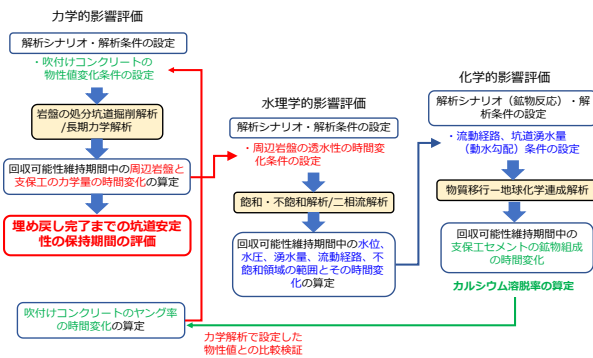 力学的影響評価
解析シナリオ・解析条件の設定
・吹付けコンクリートの
物性値変化条件の設定
岩盤の処分坑道掘削解析
/長期力学解析
回収可能性維持期間中の周辺岩盤と
支保工の力学量の時間変化の算定
埋め戻し完了までの坑道安定
性の保持期間の評価
吹付けコンクリートのヤング率
の時間変化の算定
水理学的影響評価
解析シナリオ・解析条件の設定
・周辺岩盤の透水性の時間変
化条件の設定
飽和・不飽和解析/二相流解析
回収可能性維持期間中の水位、
水圧、湧水量、流動経路、不
飽和領域の範囲とその時間変
化の算定
力学解析で設定した
物性値との比較検証
化学的影響評価
解析シナリオ（鉱物反応）・解
析条件の設定
・流動経路、坑道湧水量
（動水勾配）条件の設定
物質移行ー地球化学連成解析
回収可能性維持期間中の
支保工セメントの鉱物組成
の時間変化
カルシウム溶脱率の算定